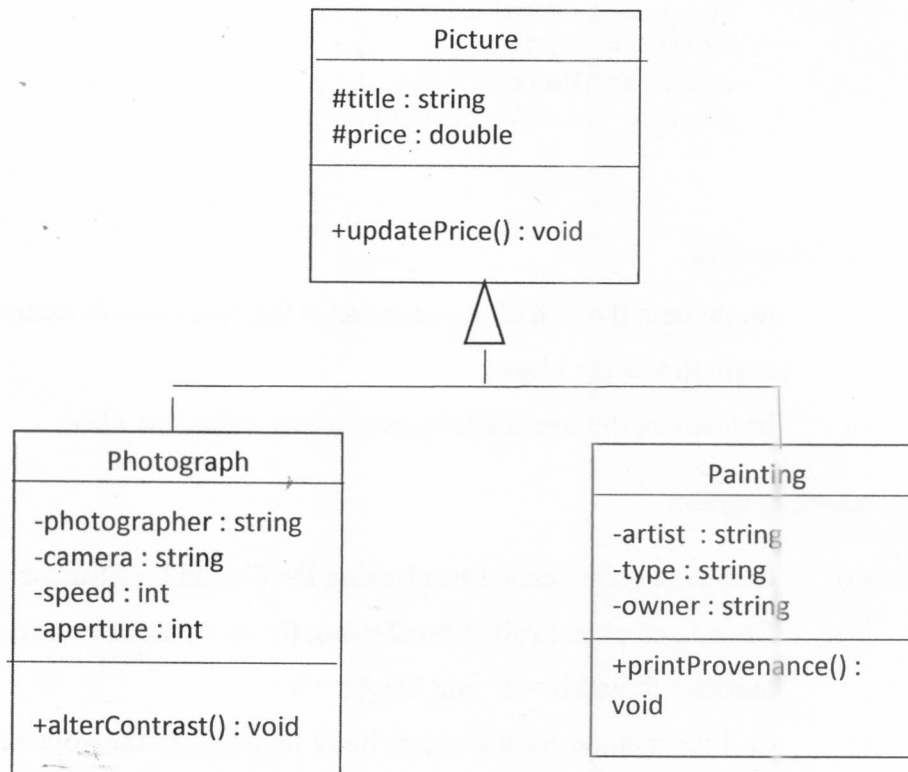 Picture
#title : string
#price : double
+updatePrice() : void
Photograph
-photographer : string
-camera : string
-speed : int
-aperture : int
+alterContrast() : void
Painting
-artist : string
-type : string
-owner : string
+printProvenance() :
void